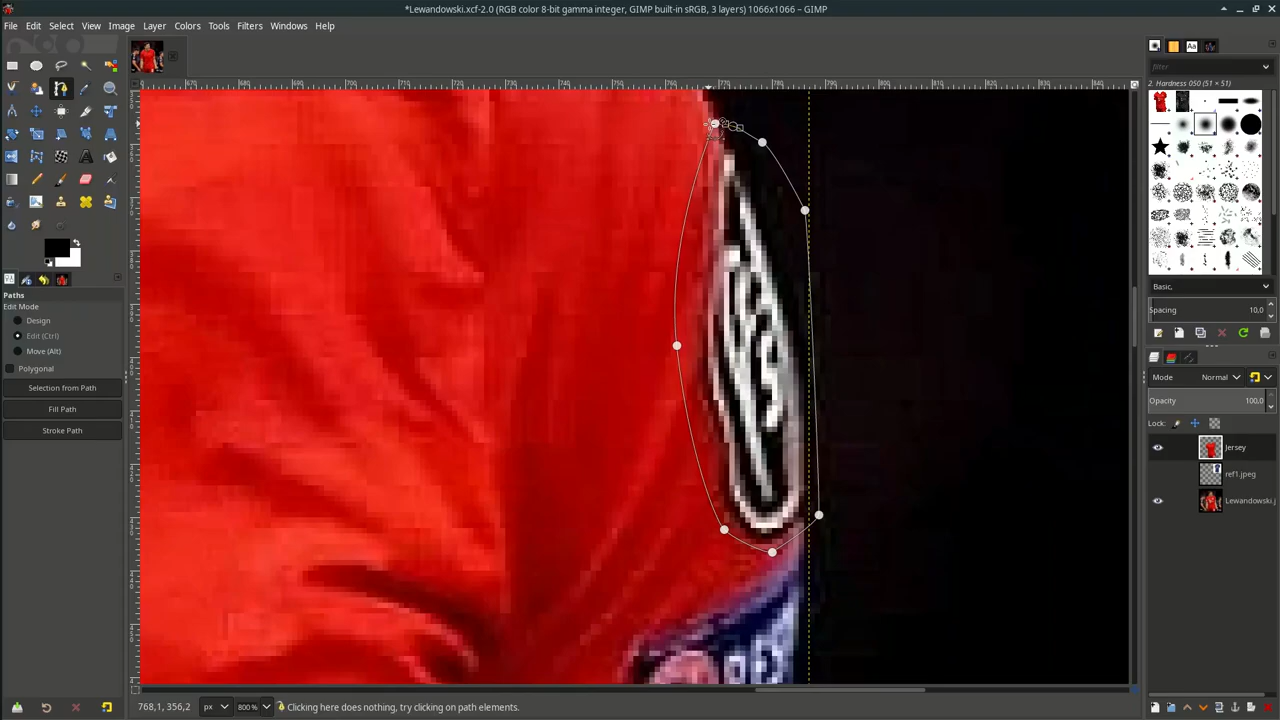 *Lewandowski.xcf-2.0 (RGB color 8-bit gamma integer, GIMP built-in sRGB, 3 layers) 1066x1066 – GIMP
File Edit Select View Image Layer Colors Tools Filters Windows Help
filter
2. Hardness 050 (51 × 51)
Basic,
Spacing 10,0
Paths
Edit Mode
Design
Edit (Ctrl)
Move (Alt)
Polygonal
Selection from Path
Fill Path
Stroke Path
Mode Normal
Opacity 100,0
Lock:
Jersey
ref1.jpeg
Lewandowski.j
768,1, 356,2 px 800% Clicking here does nothing, try clicking on path elements.